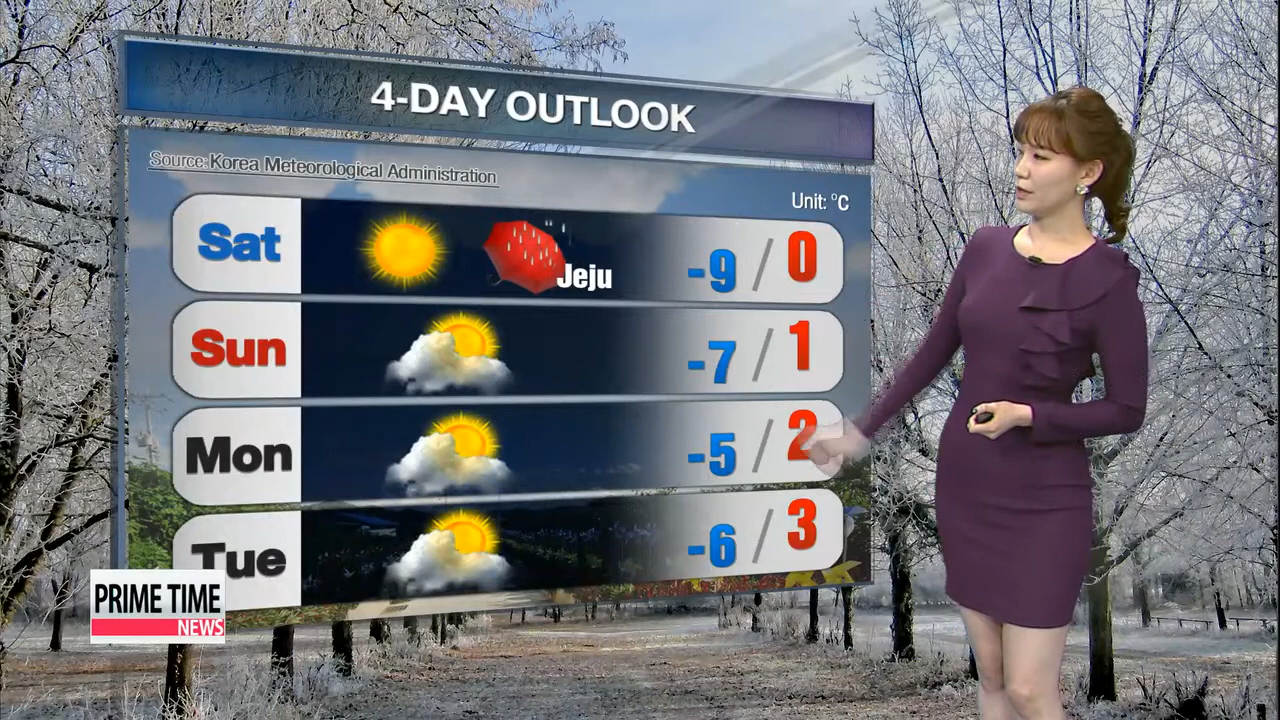 4-DAY OUTLOOK
Source: Korea Meteorological Administration
Unit: °C
Sat Jeju -9 / 0
Sun -7 / 1
Mon -5 / 2
Tue -6 / 3
PRIME TIME
NEWS